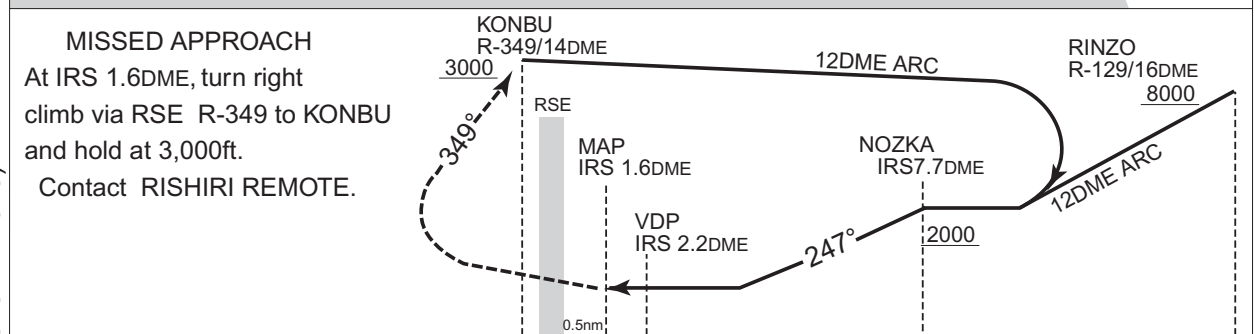 MISSED APPROACH
At IRS 1.6DME, turn right
climb via RSE R-349 to KONBU
and hold at 3,000ft.
Contact RISHIRI REMOTE.
KONBU
R-349/14DME
3000
12DME ARC
RINZO
R-129/16DME
8000
RSE
349°
MAP
IRS 1.6DME
NOZKA
IRS7.7DME
12DME ARC
VDP
IRS 2.2DME
247°
2000
0.5nm